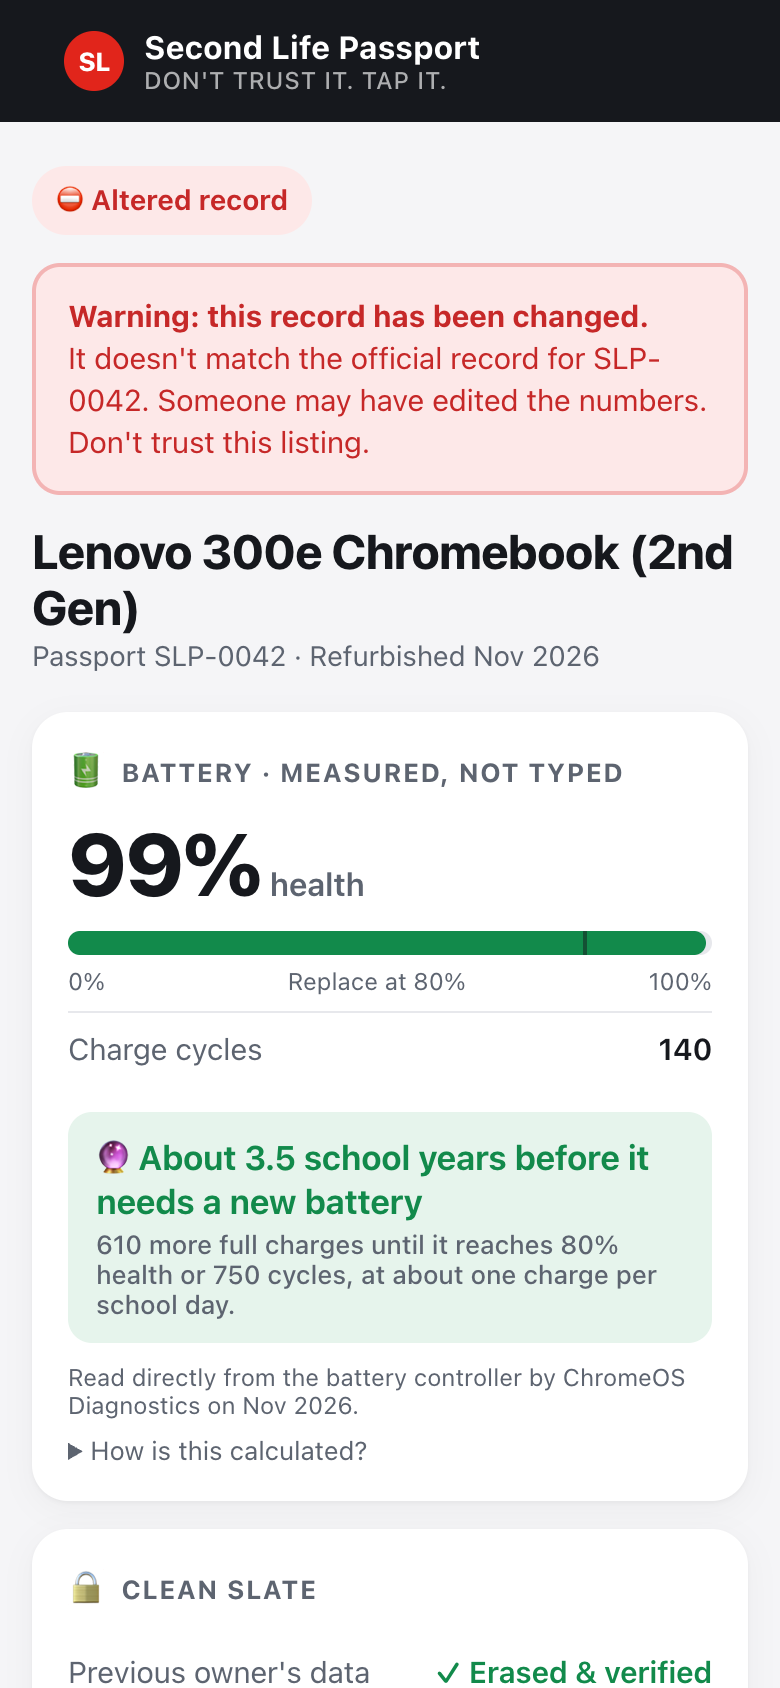 SL
Second Life Passport
DON'T TRUST IT. TAP IT.
⛔ Altered record
Warning: this record has been changed.
It doesn't match the official record for SLP-
0042. Someone may have edited the numbers.
Don't trust this listing.
Lenovo 300e Chromebook (2nd
Gen)
Passport SLP-0042 · Refurbished Nov 2026
🔋 BATTERY · MEASURED, NOT TYPED
99% health
0% Replace at 80% 100%
Charge cycles 140
🔮 About 3.5 school years before it
needs a new battery
610 more full charges until it reaches 80%
health or 750 cycles, at about one charge per
school day.
Read directly from the battery controller by ChromeOS
Diagnostics on Nov 2026.
▶ How is this calculated?
🔒 CLEAN SLATE
Previous owner's data ✓ Erased & verified